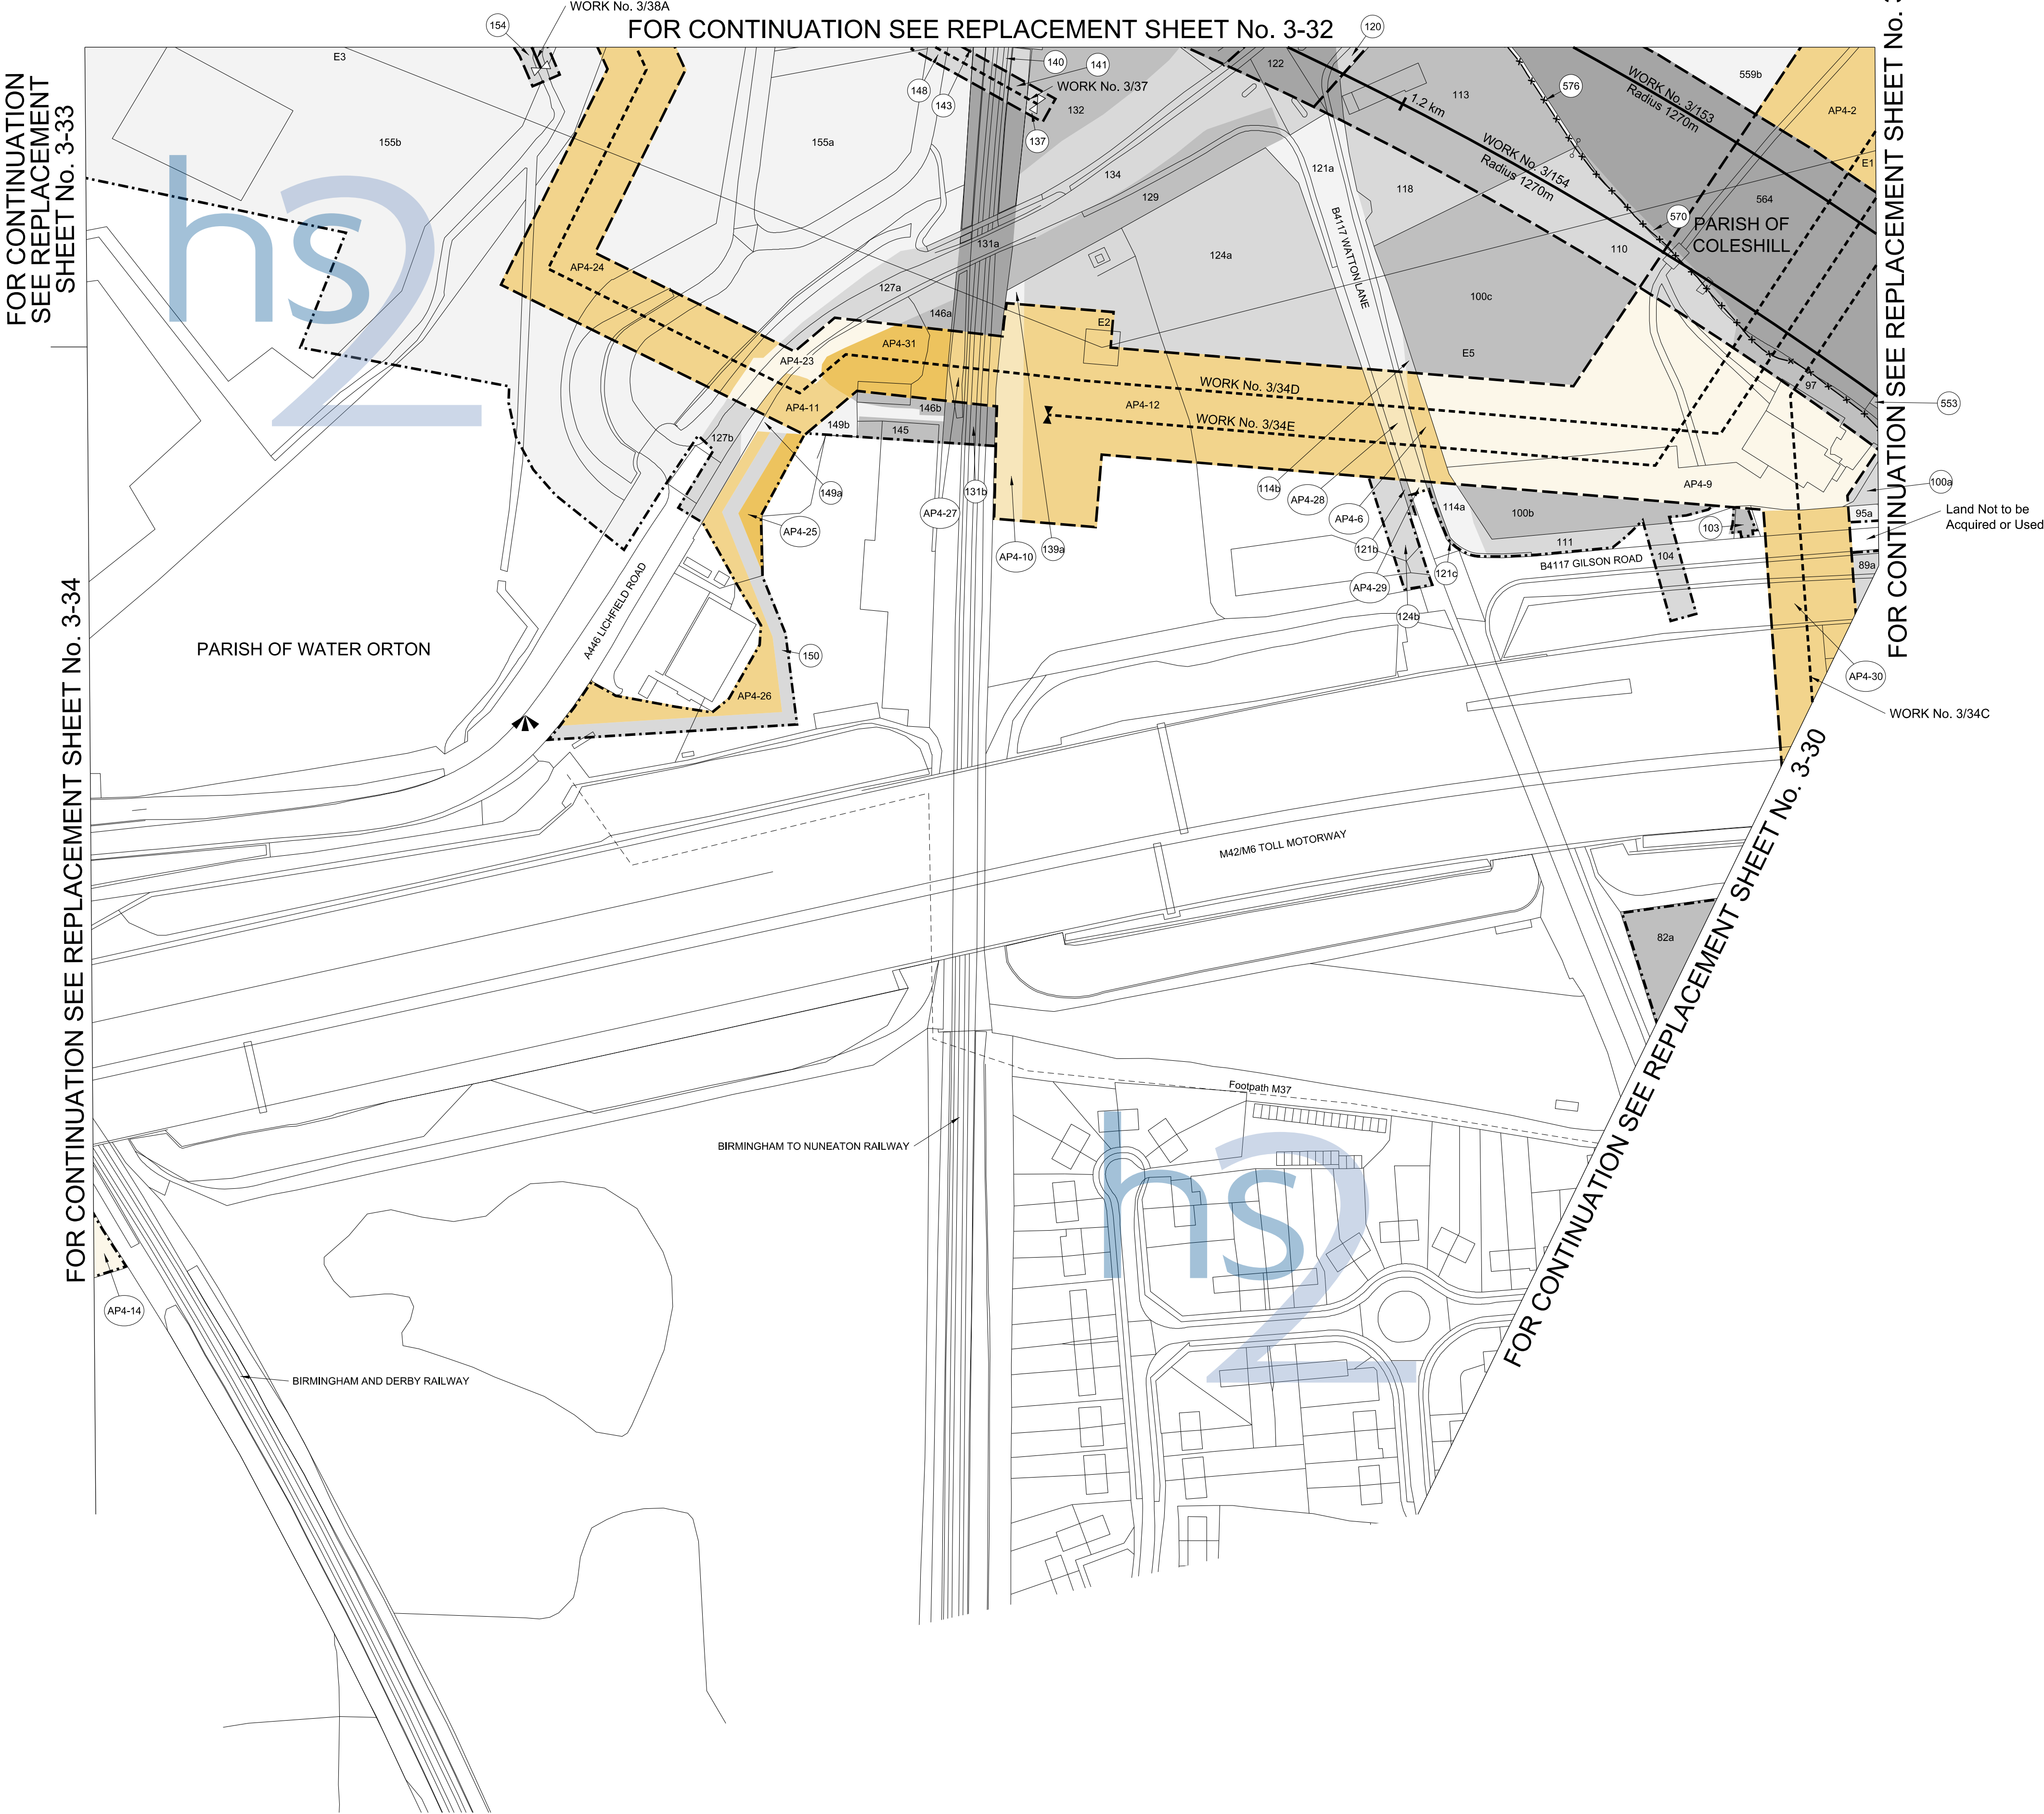 WORK No. 3/38A
154
FOR CONTINUATION SEE REPLACEMENT SHEET No. 3-32
120
FOR CONTINUATION
SEE REPLACEMENT
SHEET No. 3-33
FOR CONTINUATION SEE REPLACEMENT SHEET No.
E3
155b
155a
148
143
140
141
WORK No. 3/37
132
137
122
113
1.2 km
576
WORK No. 3/153
Radius 1270m
559b
AP4-2
E1
WORK No. 3/154
Radius 1270m
564
570
PARISH OF
COLESHILL
hs2
134
129
121a
118
110
B4117 WATTON LANE
131a
124a
AP4-24
127a
146a
100c
E2
E5
AP4-31
AP4-23
WORK No. 3/34D
97
553
AP4-11
146b
AP4-12
WORK No. 3/34E
149b
145
127b
149a
AP4-27
131b
AP4-10
139a
114b
AP4-28
AP4-6
AP4-9
100a
114a
100b
103
95a
Land Not to be
Acquired or Used
AP4-25
121b
111
104
B4117 GILSON ROAD
89a
AP4-29
121c
124b
A446 LICHFIELD ROAD
PARISH OF WATER ORTON
150
AP4-26
AP4-30
WORK No. 3/34C
FOR CONTINUATION SEE REPLACEMENT SHEET No. 3-34
M42/M6 TOLL MOTORWAY
82a
FOR CONTINUATION SEE REPLACEMENT SHEET No. 3-30
Footpath M37
BIRMINGHAM TO NUNEATON RAILWAY
hs2
AP4-14
BIRMINGHAM AND DERBY RAILWAY